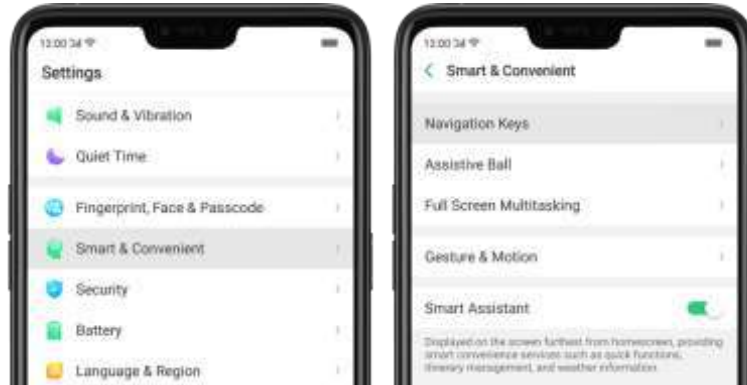 13:00
Settings
Sound & Vibration
Quiet Time
Fingerprint, Face & Passcode
Smart & Convenient
Security
Battery
Language & Region
13:00
Smart & Convenient
Navigation Keys
Assistive Ball
Full Screen Multitasking
Gesture & Motion
Smart Assistant
Displayed on the screen furthest from homescreen, providing
smart convenience services such as quick functions,
itinerary management, and weather information.